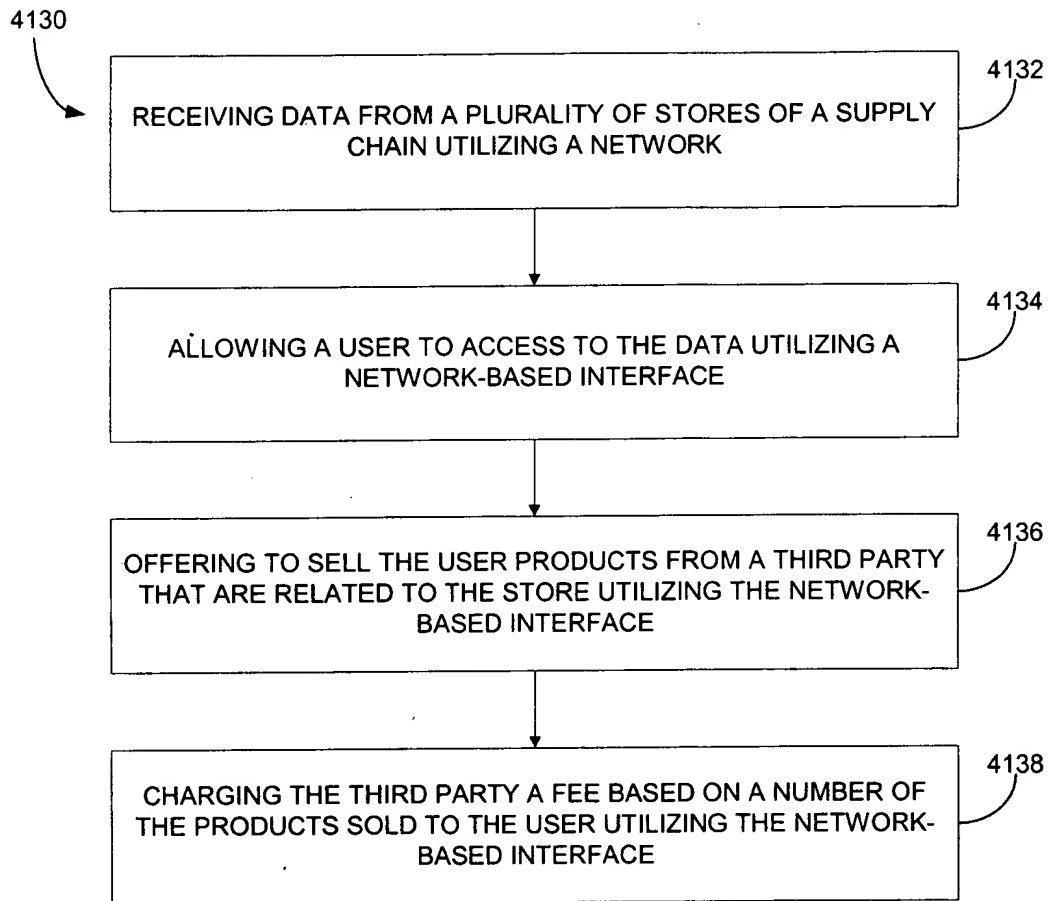 4130
4132
RECEIVING DATA FROM A PLURALITY OF STORES OF A SUPPLY
CHAIN UTILIZING A NETWORK
4134
ALLOWING A USER TO ACCESS TO THE DATA UTILIZING A
NETWORK-BASED INTERFACE
4136
OFFERING TO SELL THE USER PRODUCTS FROM A THIRD PARTY
THAT ARE RELATED TO THE STORE UTILIZING THE NETWORK-
BASED INTERFACE
4138
CHARGING THE THIRD PARTY A FEE BASED ON A NUMBER OF
THE PRODUCTS SOLD TO THE USER UTILIZING THE NETWORK-
BASED INTERFACE